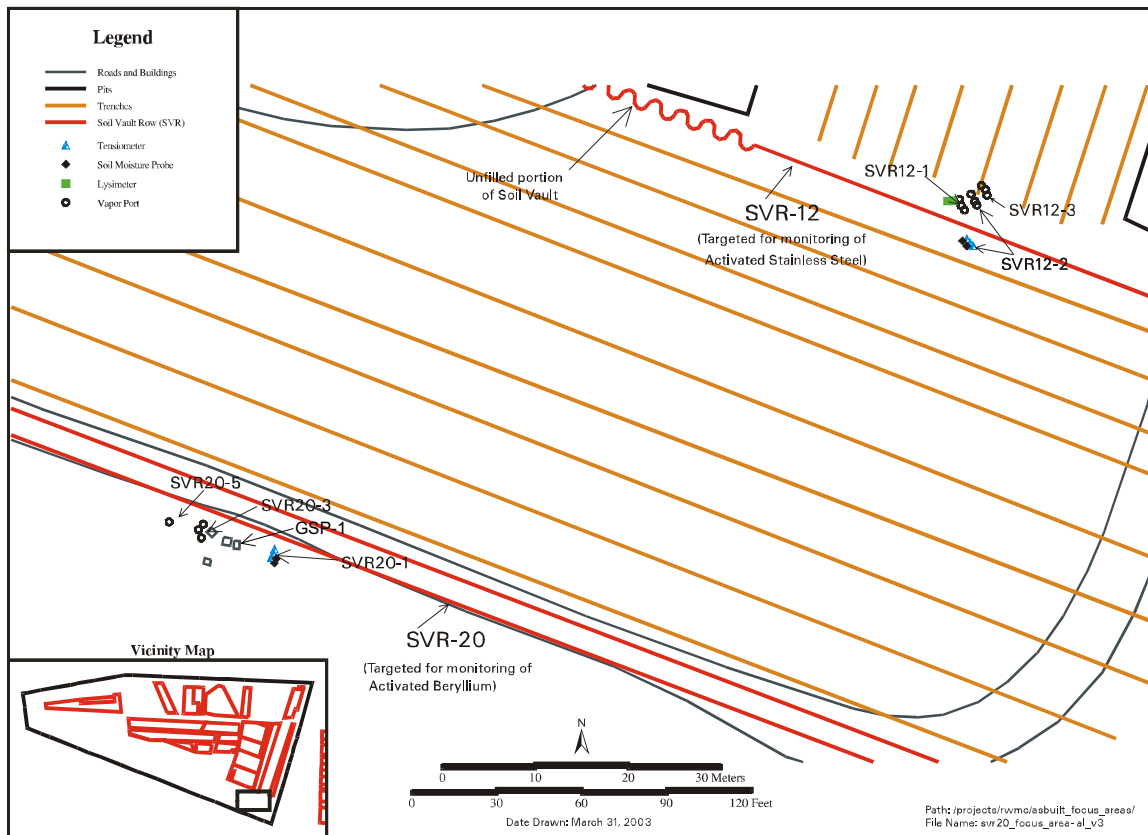 Legend
Roads and Buildings
Pits
Trenches
Soil Vault Row (SVR)
Tensiometer
Soil Moisture Probe
Lysimeter
Vapor Port
Unfilled portion
of Soil Vault
SVR-12
(Targeted for monitoring of
Activated Stainless Steel)
SVR12-1
SVR12-3
SVR12-2
SVR20-5
SVR20-3
GSP-1
SVR20-1
SVR-20
(Targeted for monitoring of
Activated Beryllium)
Vicinity Map
N
0 10 20 30 Meters
0 30 60 90 120 Feet
Date Drawn: March 31, 2003
Path: /projects/rwmc/asbuilt_focus_areas/
File Name: svr20_focus_area-al_v3